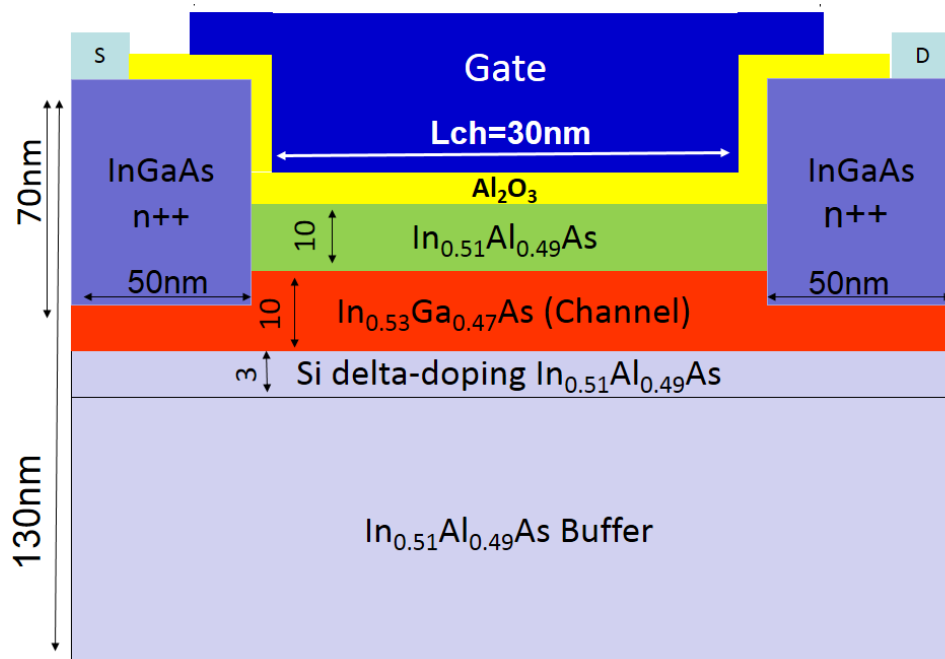 S
D
Gate
Lch=30nm
Al₂O₃
InGaAs
n++
InGaAs
n++
70nm
10
In₀.₅₁Al₀.₄₉As
50nm
50nm
10
In₀.₅₃Ga₀.₄₇As (Channel)
3
Si delta-doping In₀.₅₁Al₀.₄₉As
130nm
In₀.₅₁Al₀.₄₉As Buffer